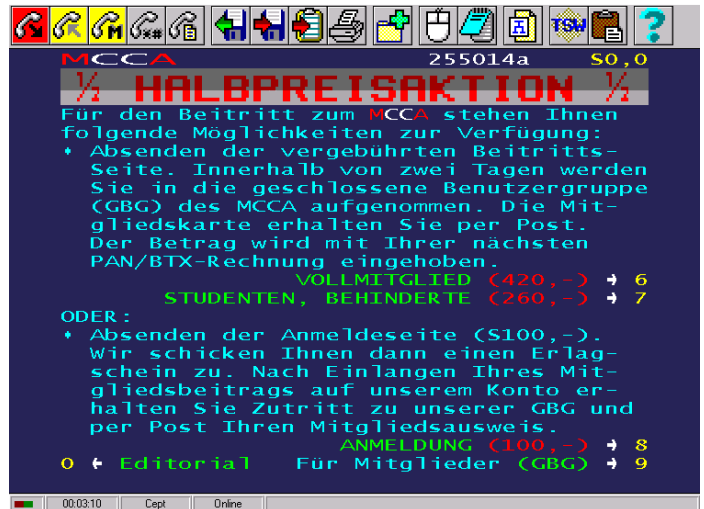 A
TSW
?
MCCA 255014a S0,0
½ HALBPREISAKTION ½
Für den Beitritt zum MCCA stehen Ihnen
folgende Möglichkeiten zur Verfügung:
• Absenden der vergebührten Beitritts-
Seite. Innerhalb von zwei Tagen werden
Sie in die geschlossene Benutzergruppe
(GBG) des MCCA aufgenommen. Die Mit-
gliedskarte erhalten Sie per Post.
Der Betrag wird mit Ihrer nächsten
PAN/BTX-Rechnung eingehoben.
VOLLMITGLIED (420,-) → 6
STUDENTEN, BEHINDERTE (260,-) → 7
ODER:
• Absenden der Anmeldeseite (S100,-).
Wir schicken Ihnen dann einen Erlag-
schein zu. Nach Einlangen Ihres Mit-
gliedsbeitrags auf unserem Konto er-
halten Sie Zutritt zu unserer GBG und
per Post Ihren Mitgliedsausweis.
ANMELDUNG (100,-) → 8
0 ← Editorial Für Mitglieder (GBG) → 9
00:03:10 Cept Online